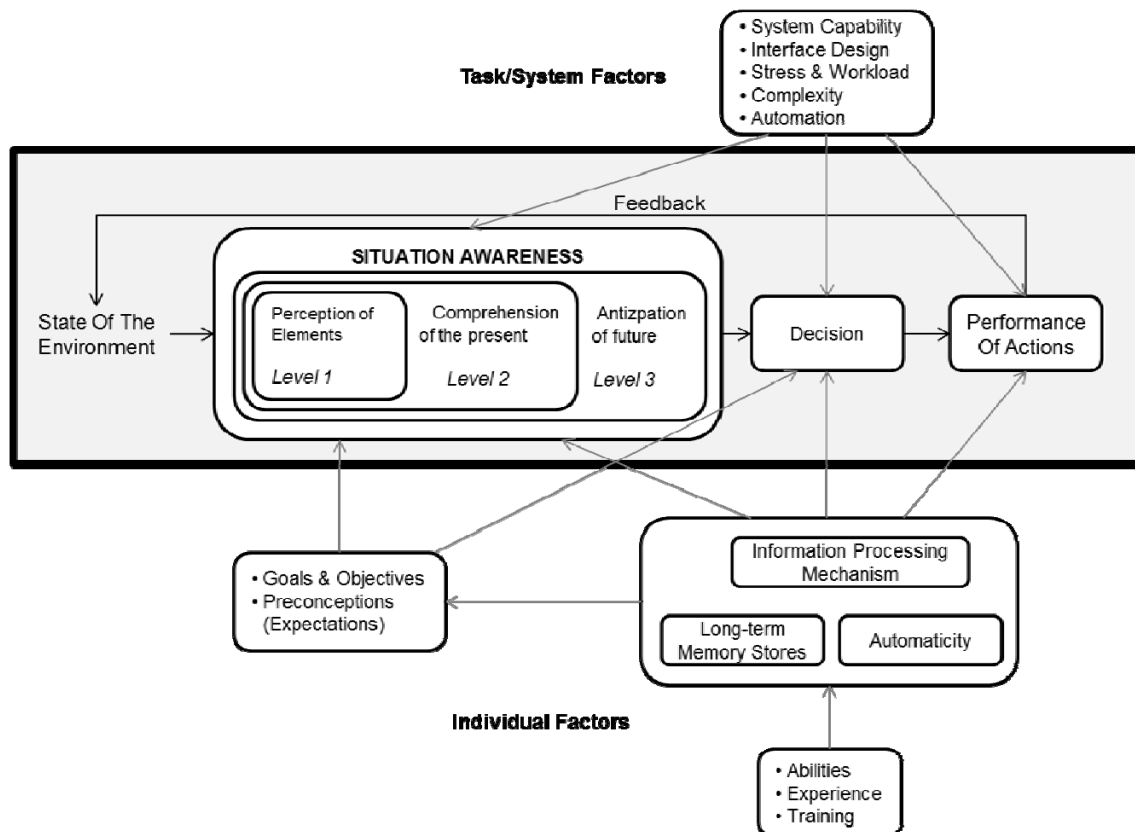 • System Capability
• Interface Design
• Stress & Workload
• Complexity
• Automation
Task/System Factors
Feedback
SITUATION AWARENESS
State Of The
Environment
Perception of
Elements
Level 1
Comprehension
of the present
Level 2
Antizpation
of future
Level 3
Decision
Performance
Of Actions
• Goals & Objectives
• Preconceptions
(Expectations)
Information Processing
Mechanism
Long-term
Memory Stores
Automaticity
Individual Factors
• Abilities
• Experience
• Training